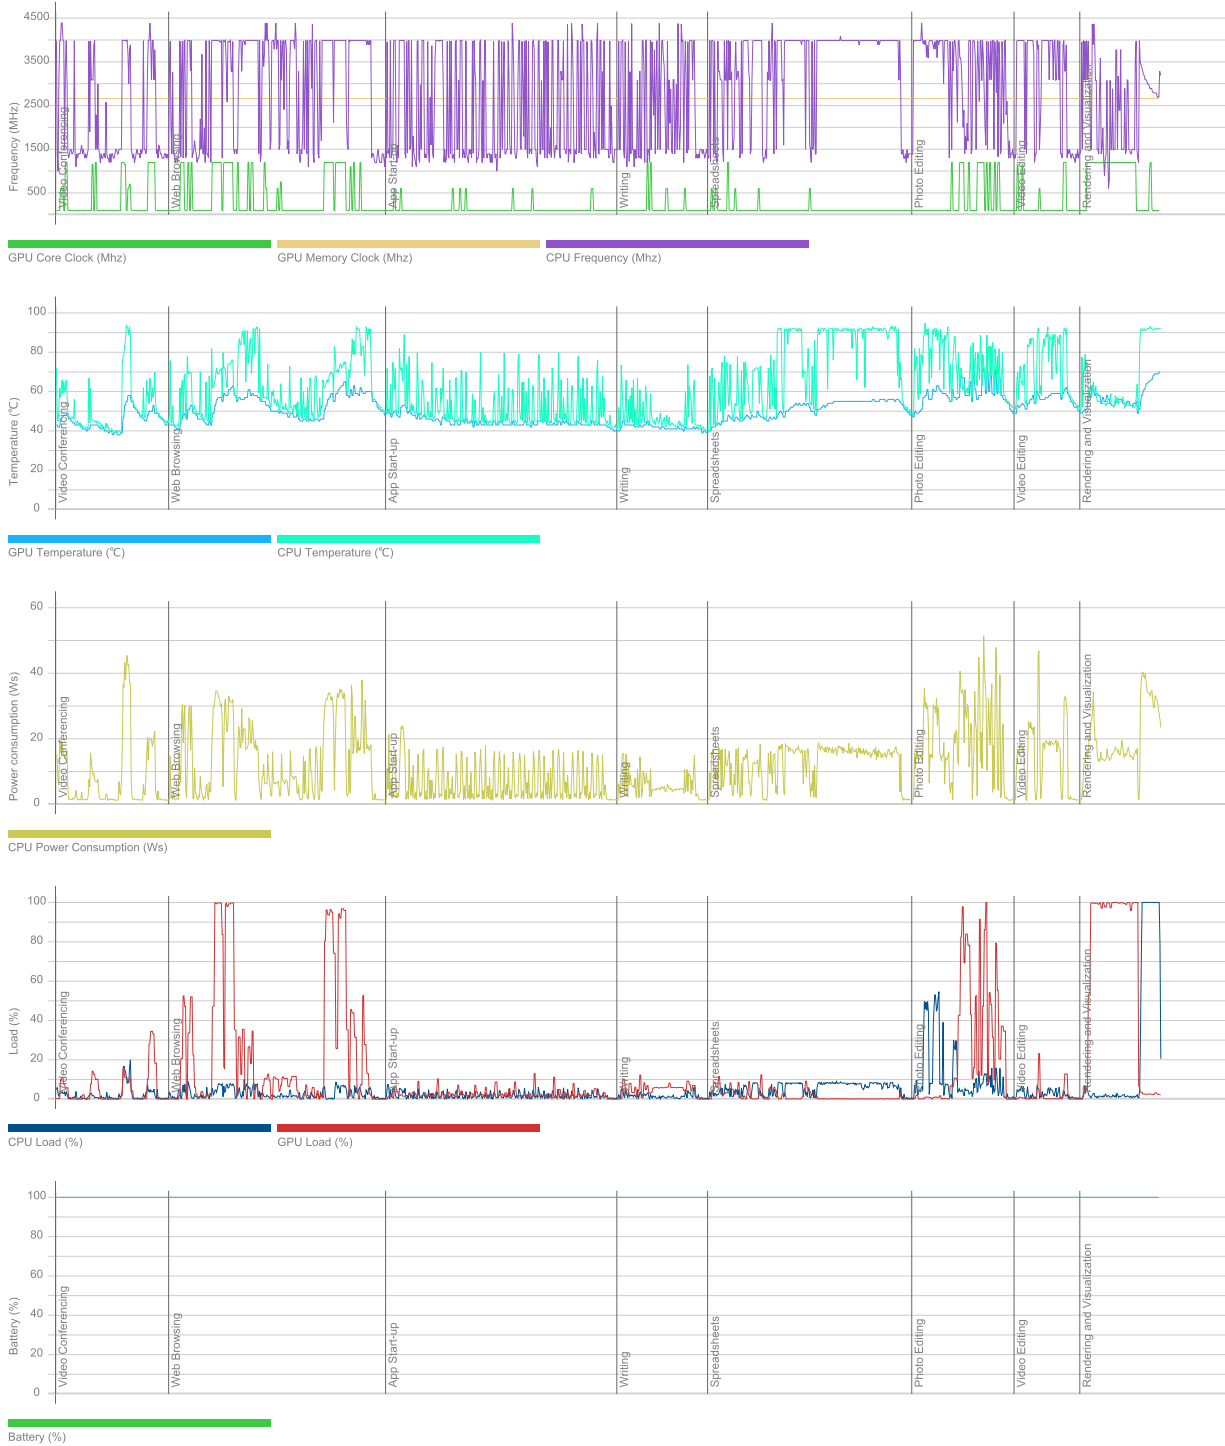 4500
3500
2500
1500
500
Frequency (MHz)
Video Conferencing
Web Browsing
App Start-up
Writing
Spreadsheets
Photo Editing
Video Editing
Rendering and Visualization
GPU Core Clock (Mhz)
GPU Memory Clock (Mhz)
CPU Frequency (Mhz)
100
80
60
40
20
0
Temperature (°C)
Video Conferencing
Web Browsing
App Start-up
Writing
Spreadsheets
Photo Editing
Video Editing
Rendering and Visualization
GPU Temperature (°C)
CPU Temperature (°C)
60
40
20
0
Power consumption (Ws)
Video Conferencing
Web Browsing
App Start-up
Writing
Spreadsheets
Photo Editing
Video Editing
Rendering and Visualization
CPU Power Consumption (Ws)
100
80
60
40
20
0
Load (%)
Video Conferencing
Web Browsing
App Start-up
Writing
Spreadsheets
Photo Editing
Video Editing
Rendering and Visualization
CPU Load (%)
GPU Load (%)
100
80
60
40
20
0
Battery (%)
Video Conferencing
Web Browsing
App Start-up
Writing
Spreadsheets
Photo Editing
Video Editing
Rendering and Visualization
Battery (%)